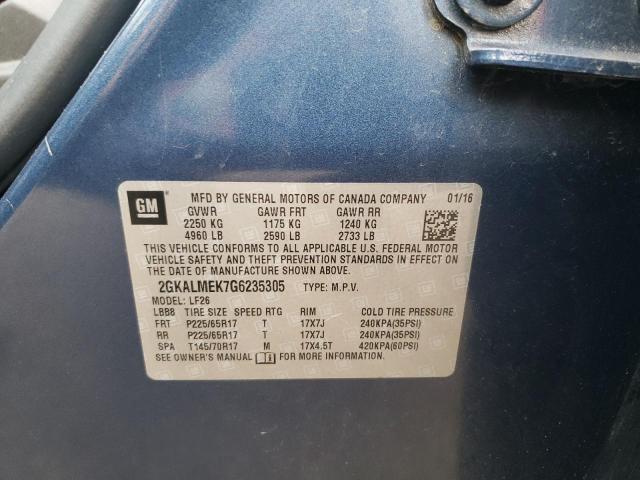 GM
MFD BY GENERAL MOTORS OF CANADA COMPANY 01/16
GVWR GAWR FRT GAWR RR
2250 KG 1175 KG 1240 KG
4960 LB 2590 LB 2733 LB
THIS VEHICLE CONFORMS TO ALL APPLICABLE U.S. FEDERAL MOTOR
VEHICLE SAFETY AND THEFT PREVENTION STANDARDS IN EFFECT
ON THE DATE OF MANUFACTURE SHOWN ABOVE.
2GKALMEK7G6235305 TYPE: M.P.V.
MODEL: LF26
LBB8 TIRE SIZE SPEED RTG RIM COLD TIRE PRESSURE
FRT P225/65R17 T 17X7J 240KPA(35PSI)
RR P225/65R17 T 17X7J 240KPA(35PSI)
SPA T145/70R17 M 17X4.5T 420KPA(60PSI)
SEE OWNER'S MANUAL FOR MORE INFORMATION.